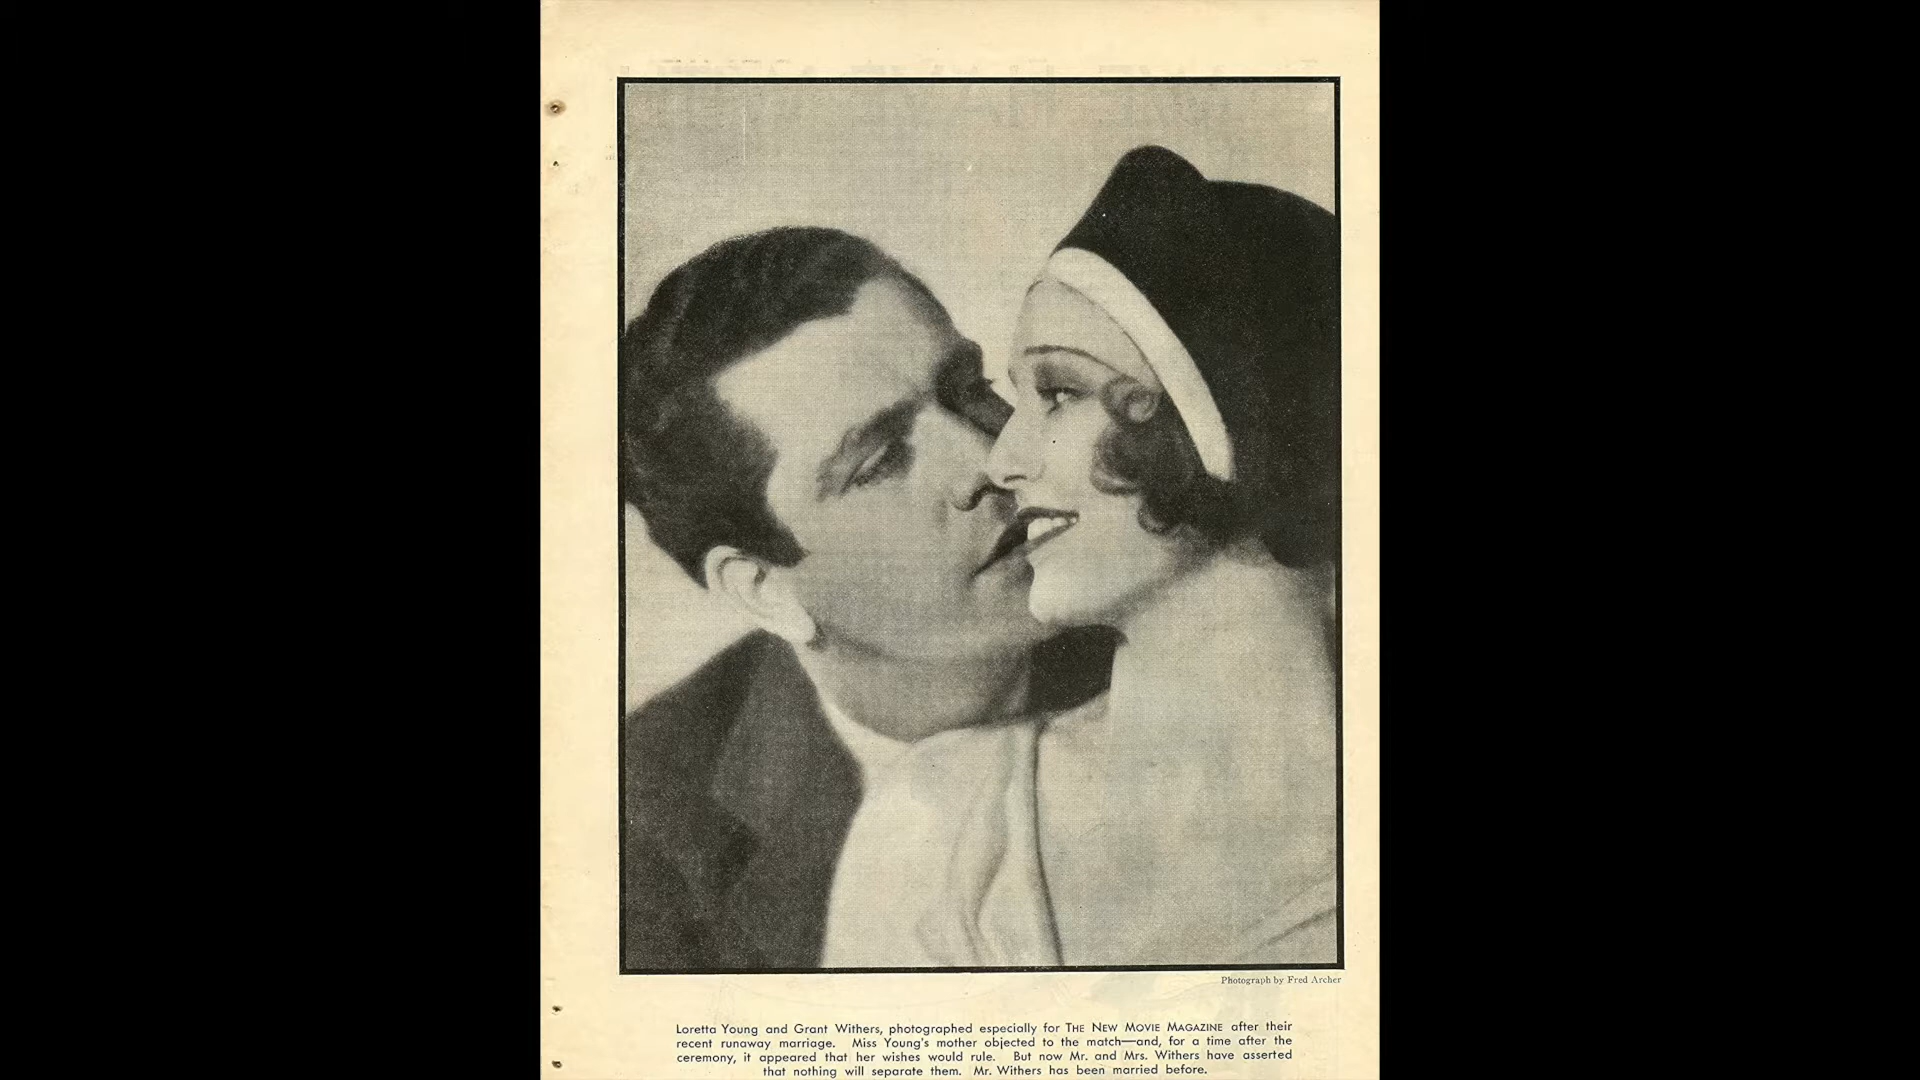 Photograph by Fred Archer
Loretta Young and Grant Withers, photographed especially for THE NEW MOVIE MAGAZINE after their
recent runaway marriage. Miss Young's mother objected to the match—and, for a time after the
ceremony, it appeared that her wishes would rule. But now Mr. and Mrs. Withers have asserted
that nothing will separate them. Mr. Withers has been married before.